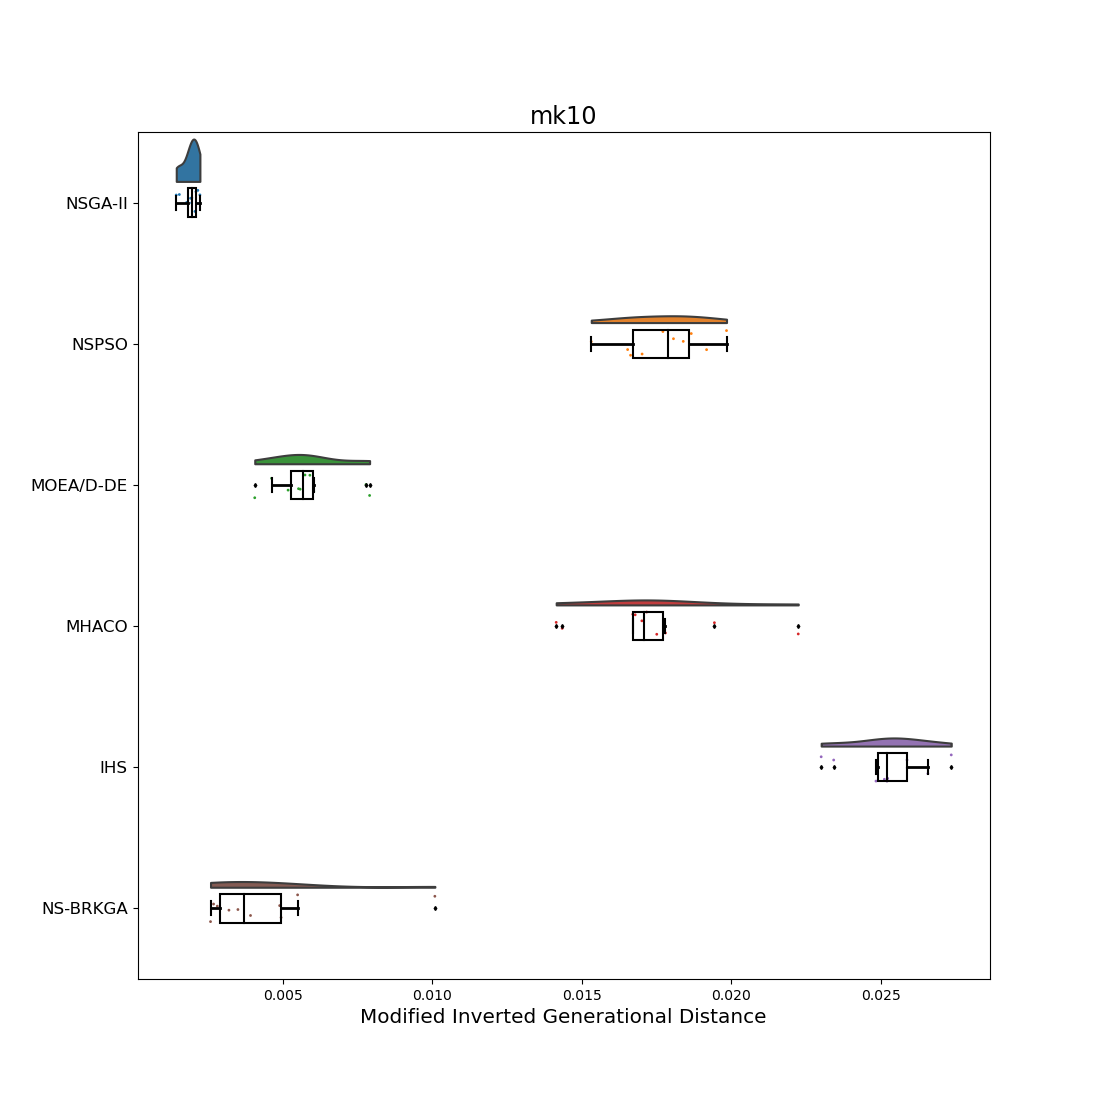 mk10
NSGA-II
NSPSO
MOEA/D-DE
MHACO
IHS
NS-BRKGA
0.005 0.010 0.015 0.020 0.025
Modified Inverted Generational Distance